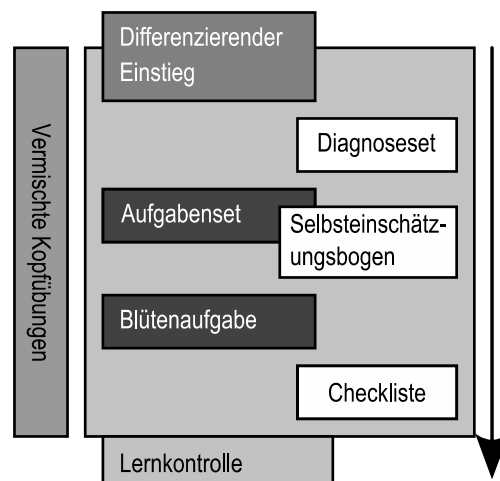 Differenzierender
Einstieg
Vermischte Kopfübungen
Diagnoseset
Aufgabenset
Selbsteinschätz-
ungsbogen
Blütenaufgabe
Checkliste
Lernkontrolle